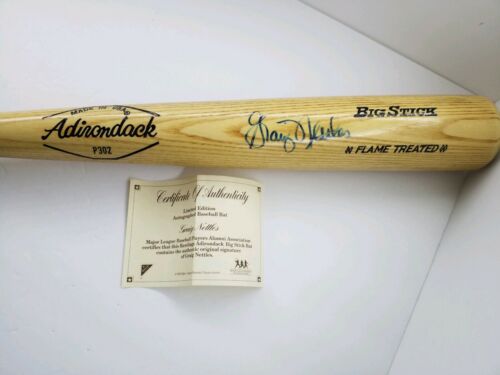 MADE IN USA
Adirondack
P302
Graig Nettles
BIG STICK
FLAME TREATED
Certificate Of Authenticity
Limited Edition
Autographed Baseball Bat
Graig Nettles
Major League Baseball Players Alumni Association
certifies that this Adirondack Big Stick Bat
contains the authentic original signature
of Graig Nettles.